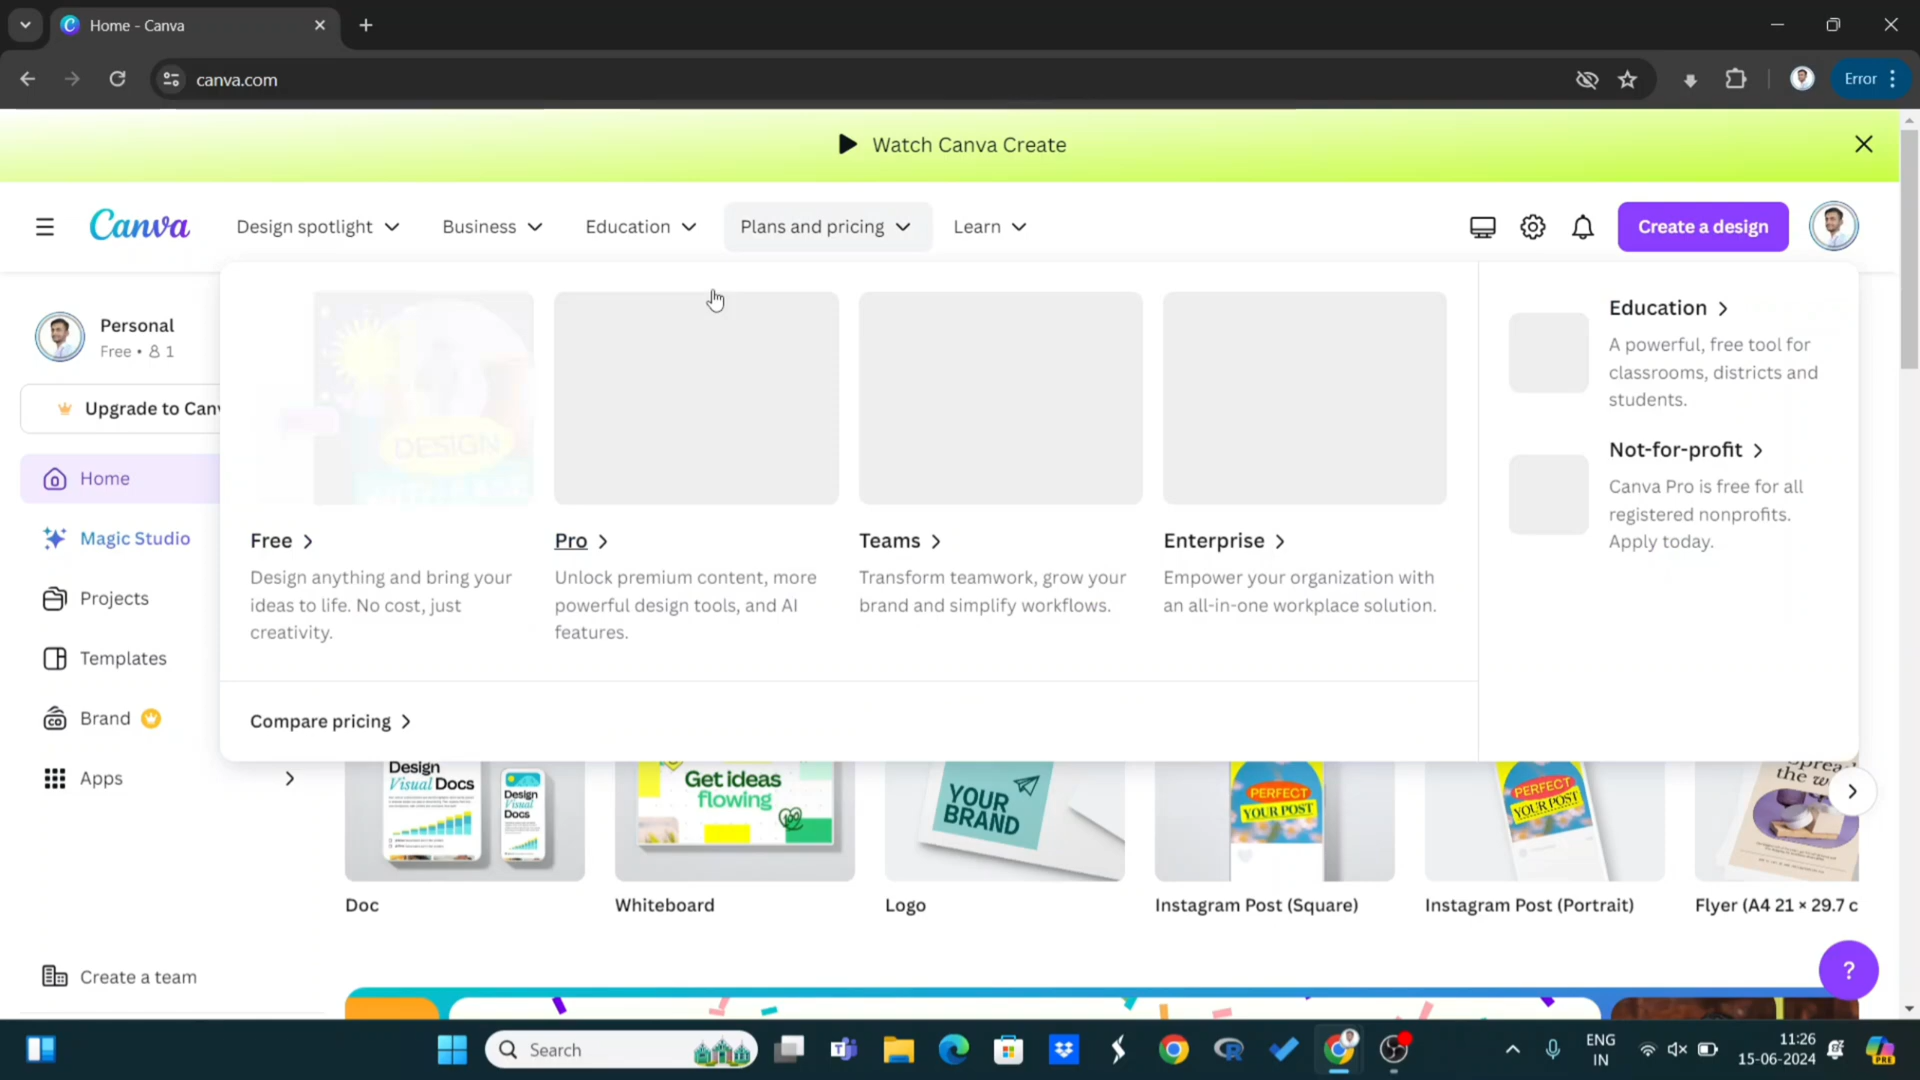 Home - Canva
canva.com
Error
Watch Canva Create
Canva
Design spotlight
Business
Education
Plans and pricing
Learn
Create a design
Personal
Free • 1
Upgrade to Can
Home
Magic Studio
Projects
Templates
Brand
Apps
Create a team
DESIGN
Free
Design anything and bring your
ideas to life. No cost, just
creativity.
Pro
Unlock premium content, more
powerful design tools, and AI
features.
Teams
Transform teamwork, grow your
brand and simplify workflows.
Enterprise
Empower your organization with
an all-in-one workplace solution.
Compare pricing
Education
A powerful, free tool for
classrooms, districts and
students.
Not-for-profit
Canva Pro is free for all
registered nonprofits.
Apply today.
Design
Visual Docs
Design
Visual
Docs
Get ideas
flowing
YOUR
BRAND
PERFECT
YOUR POST
PERFECT
YOUR POST
Spread
the w
Doc
Whiteboard
Logo
Instagram Post (Square)
Instagram Post (Portrait)
Flyer (A4 21 × 29.7 c
?
Search
ENG
IN
11:26
15-06-2024
PRE